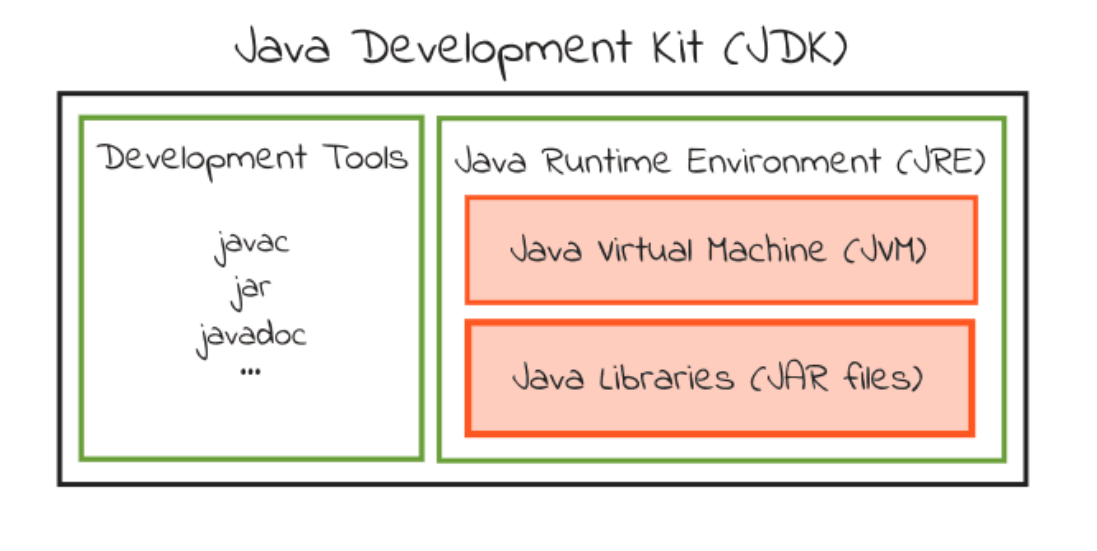 Java Development Kit (JDK)
Development Tools
javac
jar
javadoc
...
Java Runtime Environment (JRE)
Java Virtual Machine (JVM)
Java Libraries (JAR files)